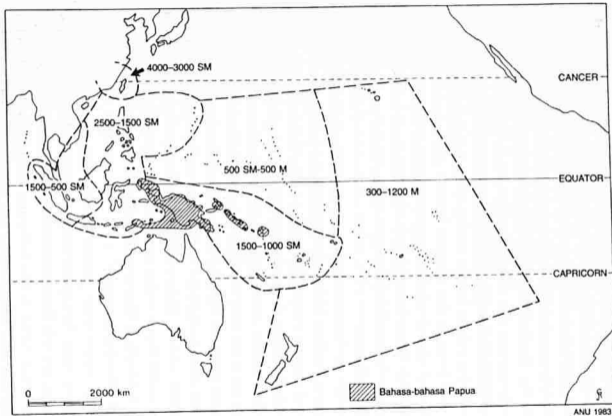 4000–3000 SM
CANCER
2500–1500 SM
500 SM-500 M
EQUATOR
1500–500 SM
300–1200 M
1500–1000 SM
CAPRICORN
0 2000 km
Bahasa-bahasa Papua
ANU 1983